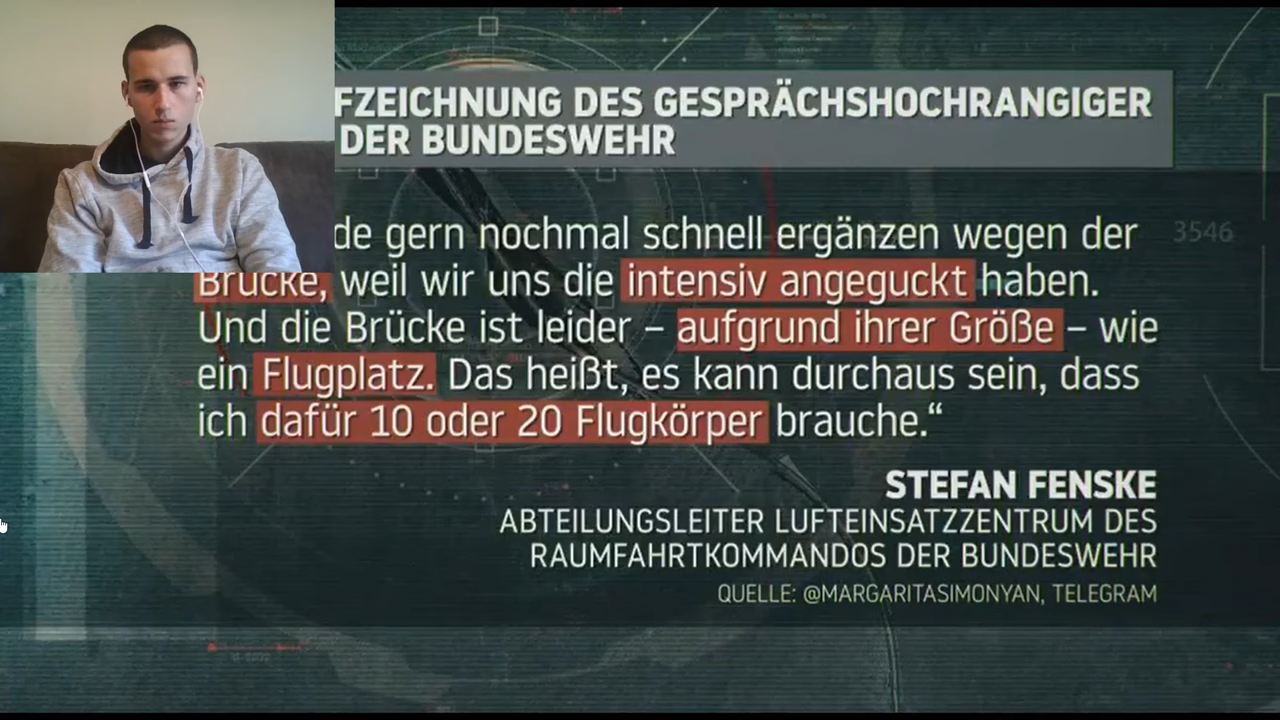 FZEICHNUNG DES GESPRÄCHSHOCHRANGIGER
DER BUNDESWEHR
de gern nochmal schnell ergänzen wegen der
Brücke, weil wir uns die intensiv angeguckt haben.
Und die Brücke ist leider – aufgrund ihrer Größe – wie
ein Flugplatz. Das heißt, es kann durchaus sein, dass
ich dafür 10 oder 20 Flugkörper brauche.“
3546
STEFAN FENSKE
ABTEILUNGSLEITER LUFTEINSATZZENTRUM DES
RAUMFAHRTKOMMANDOS DER BUNDESWEHR
QUELLE: @MARGARITASIMONYAN, TELEGRAM